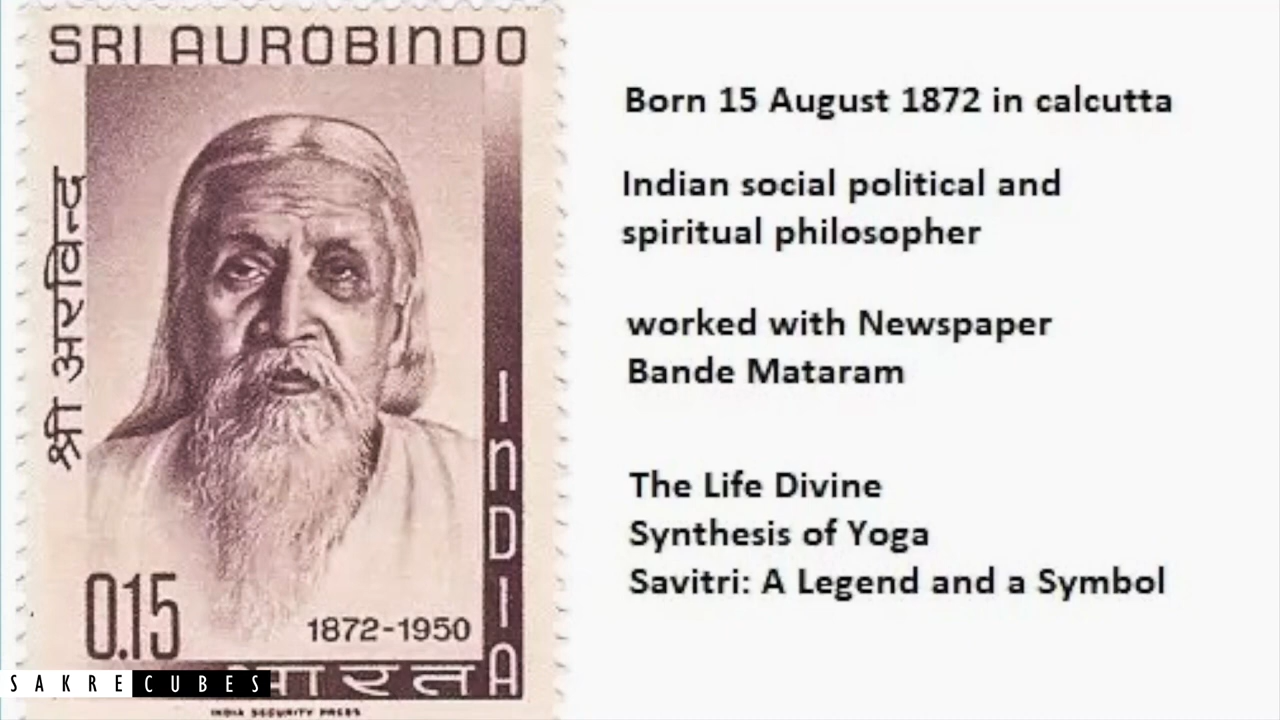 SRI AUROBINDO
श्री अरविन्द
INDIA
0.15
1872-1950
भारत
INDIA SECURITY PRESS
SAKRECUBES
Born 15 August 1872 in calcutta
Indian social political and
spiritual philosopher
worked with Newspaper
Bande Mataram
The Life Divine
Synthesis of Yoga
Savitri: A Legend and a Symbol